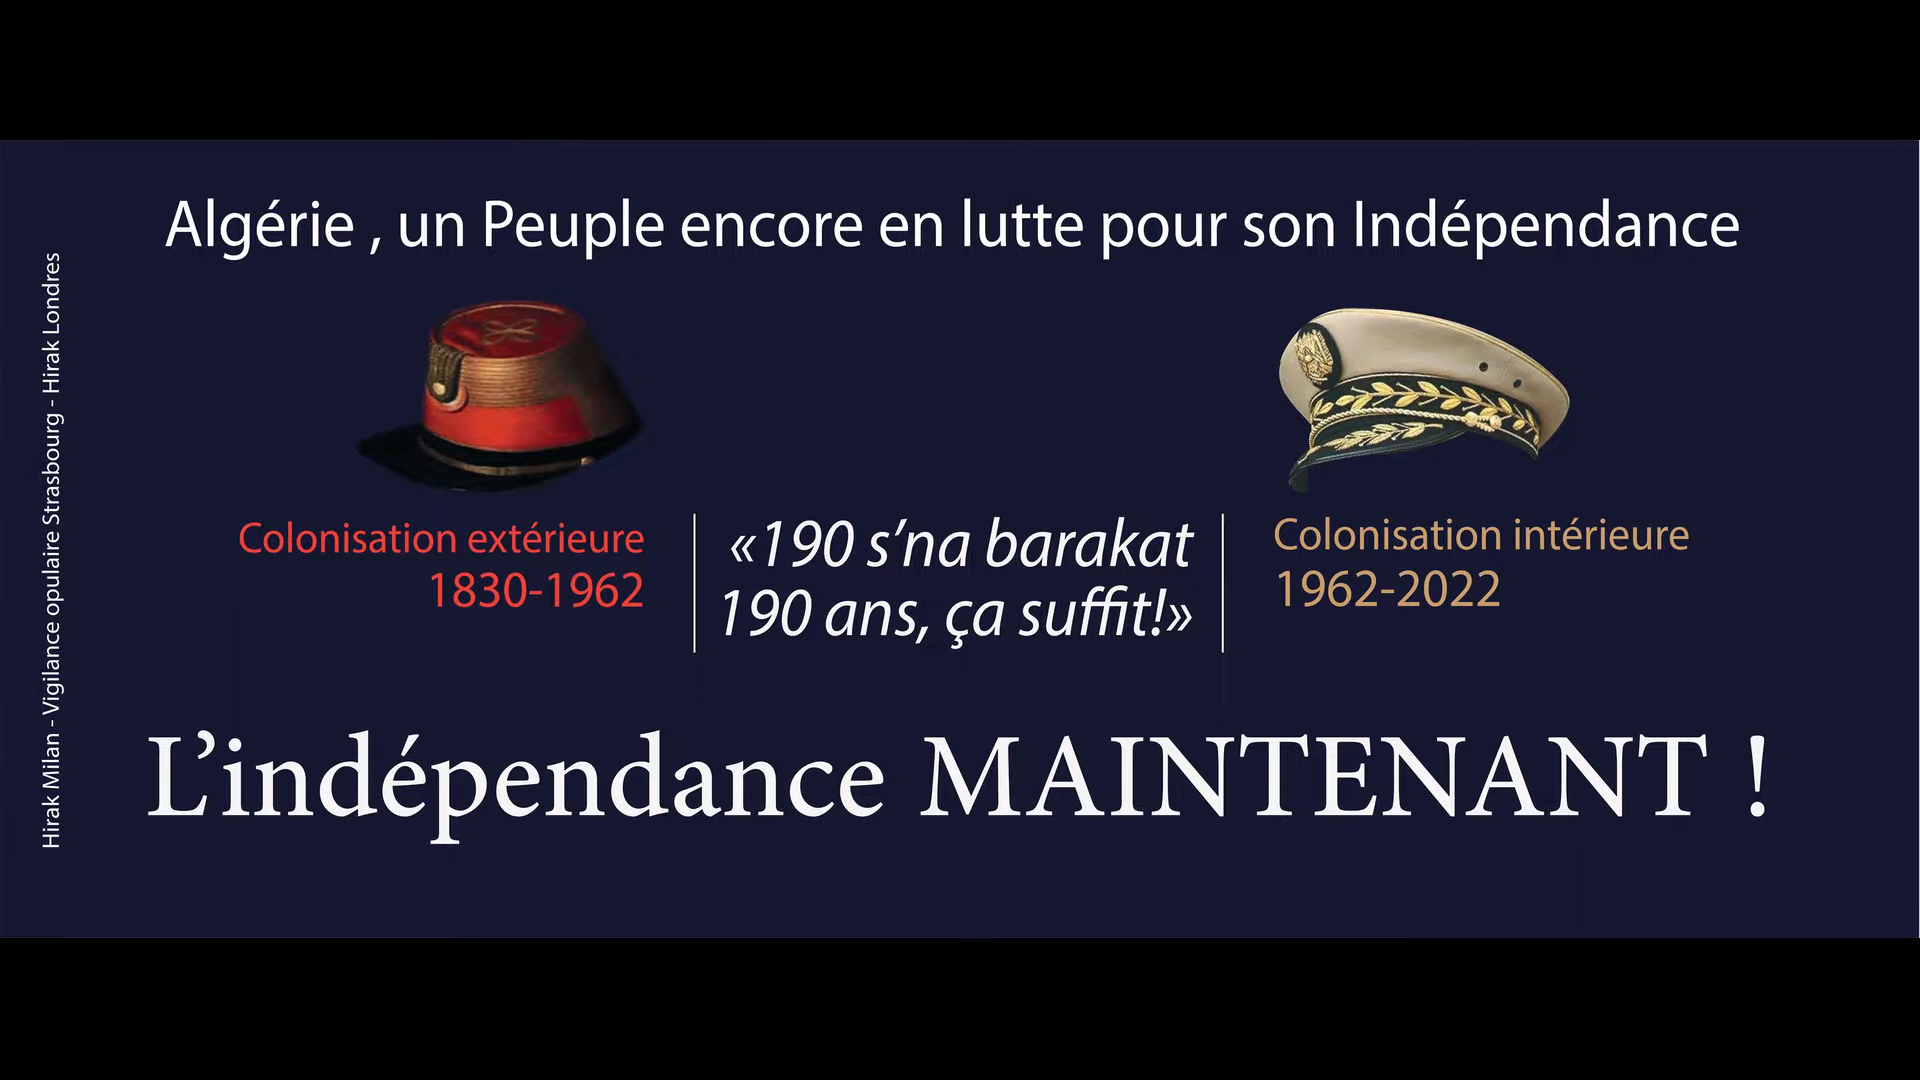 Algérie , un Peuple encore en lutte pour son Indépendance
Colonisation extérieure
1830-1962
«190 s’na barakat
190 ans, ça suffit!»
Colonisation intérieure
1962-2022
L’indépendance MAINTENANT !
Hirak Milan - Vigilance opulaire Strasbourg - Hirak Londres